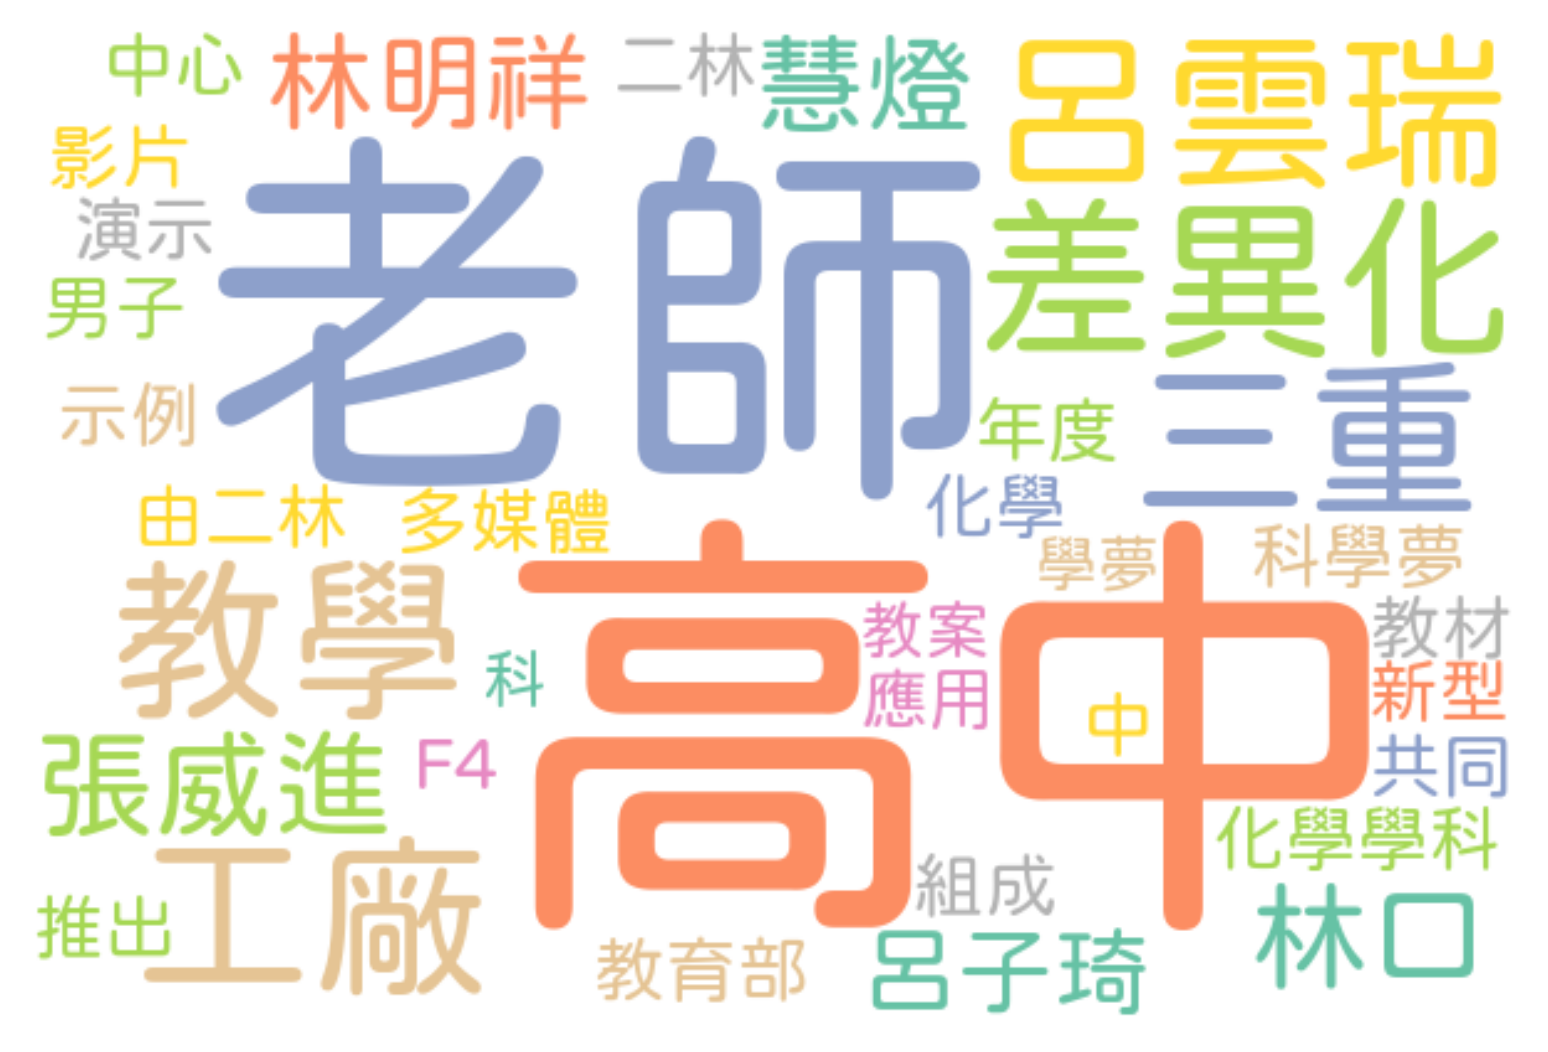 中心
林明祥
二林
慧燈
呂雲瑞
影片
老師
演示
差異化
男子
示例
年度
三重
由二林
多媒體
化學
學夢
科學夢
教學
高中
教案
教材
科
應用
中
新型
張威進
F4
共同
化學學科
工廠
組成
林口
推出
教育部
呂子琦